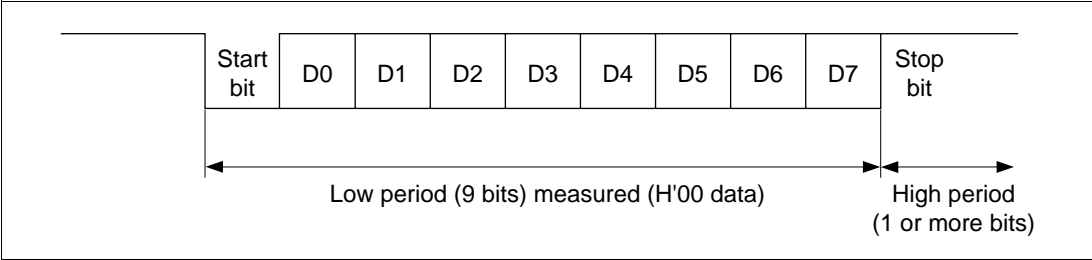 Start
bit
D0
D1
D2
D3
D4
D5
D6
D7
Stop
bit
Low period (9 bits) measured (H'00 data)
High period
(1 or more bits)